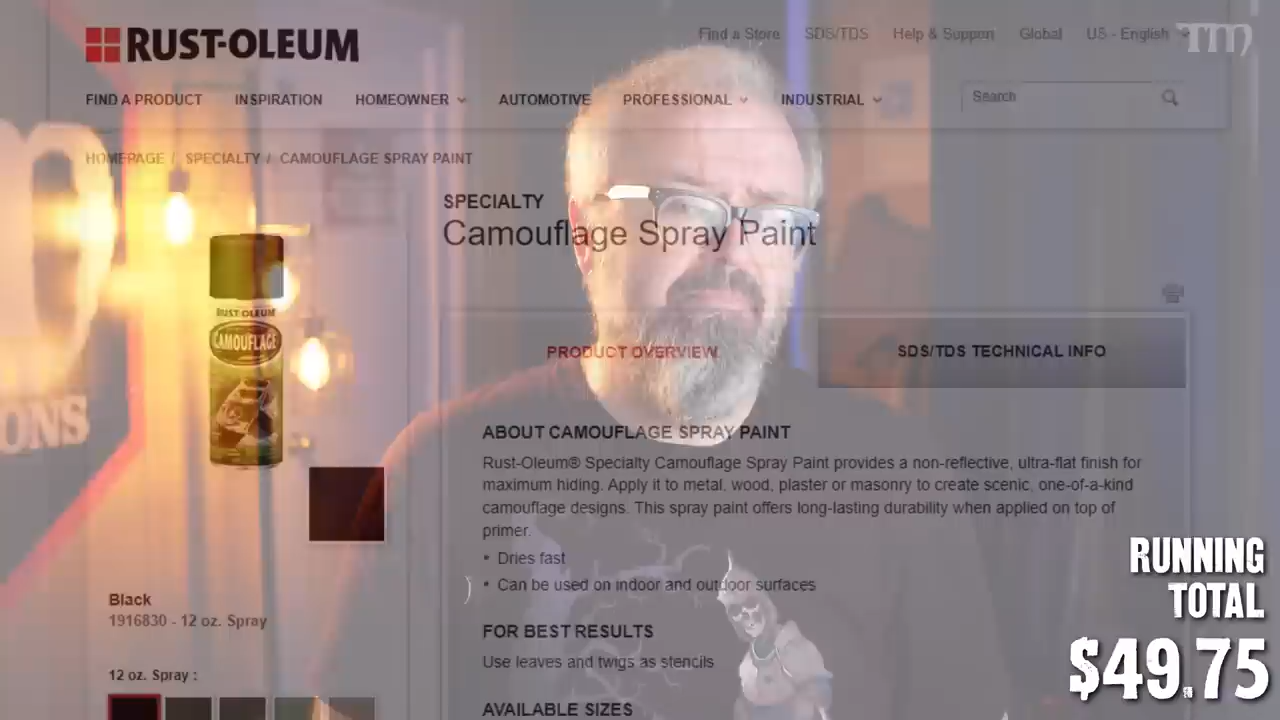 RUST-OLEUM
Find a Store SDS/TDS Help & Support Global US - English
TM
FIND A PRODUCT INSPIRATION HOMEOWNER AUTOMOTIVE PROFESSIONAL INDUSTRIAL
Search
HOMEPAGE / SPECIALTY / CAMOUFLAGE SPRAY PAINT
SPECIALTY
Camouflage Spray Paint
RUST-OLEUM
CAMOUFLAGE
PRODUCT OVERVIEW
SDS/TDS TECHNICAL INFO
ONS
ABOUT CAMOUFLAGE SPRAY PAINT
Rust-Oleum® Specialty Camouflage Spray Paint provides a non-reflective, ultra-flat finish for
maximum hiding. Apply it to metal, wood, plaster or masonry to create scenic, one-of-a-kind
camouflage designs. This spray paint offers long-lasting durability when applied on top of
primer.
• Dries fast
• Can be used on indoor and outdoor surfaces
Black
1916830 - 12 oz. Spray
FOR BEST RESULTS
Use leaves and twigs as stencils
12 oz. Spray :
AVAILABLE SIZES
RUNNING
TOTAL
$49.75